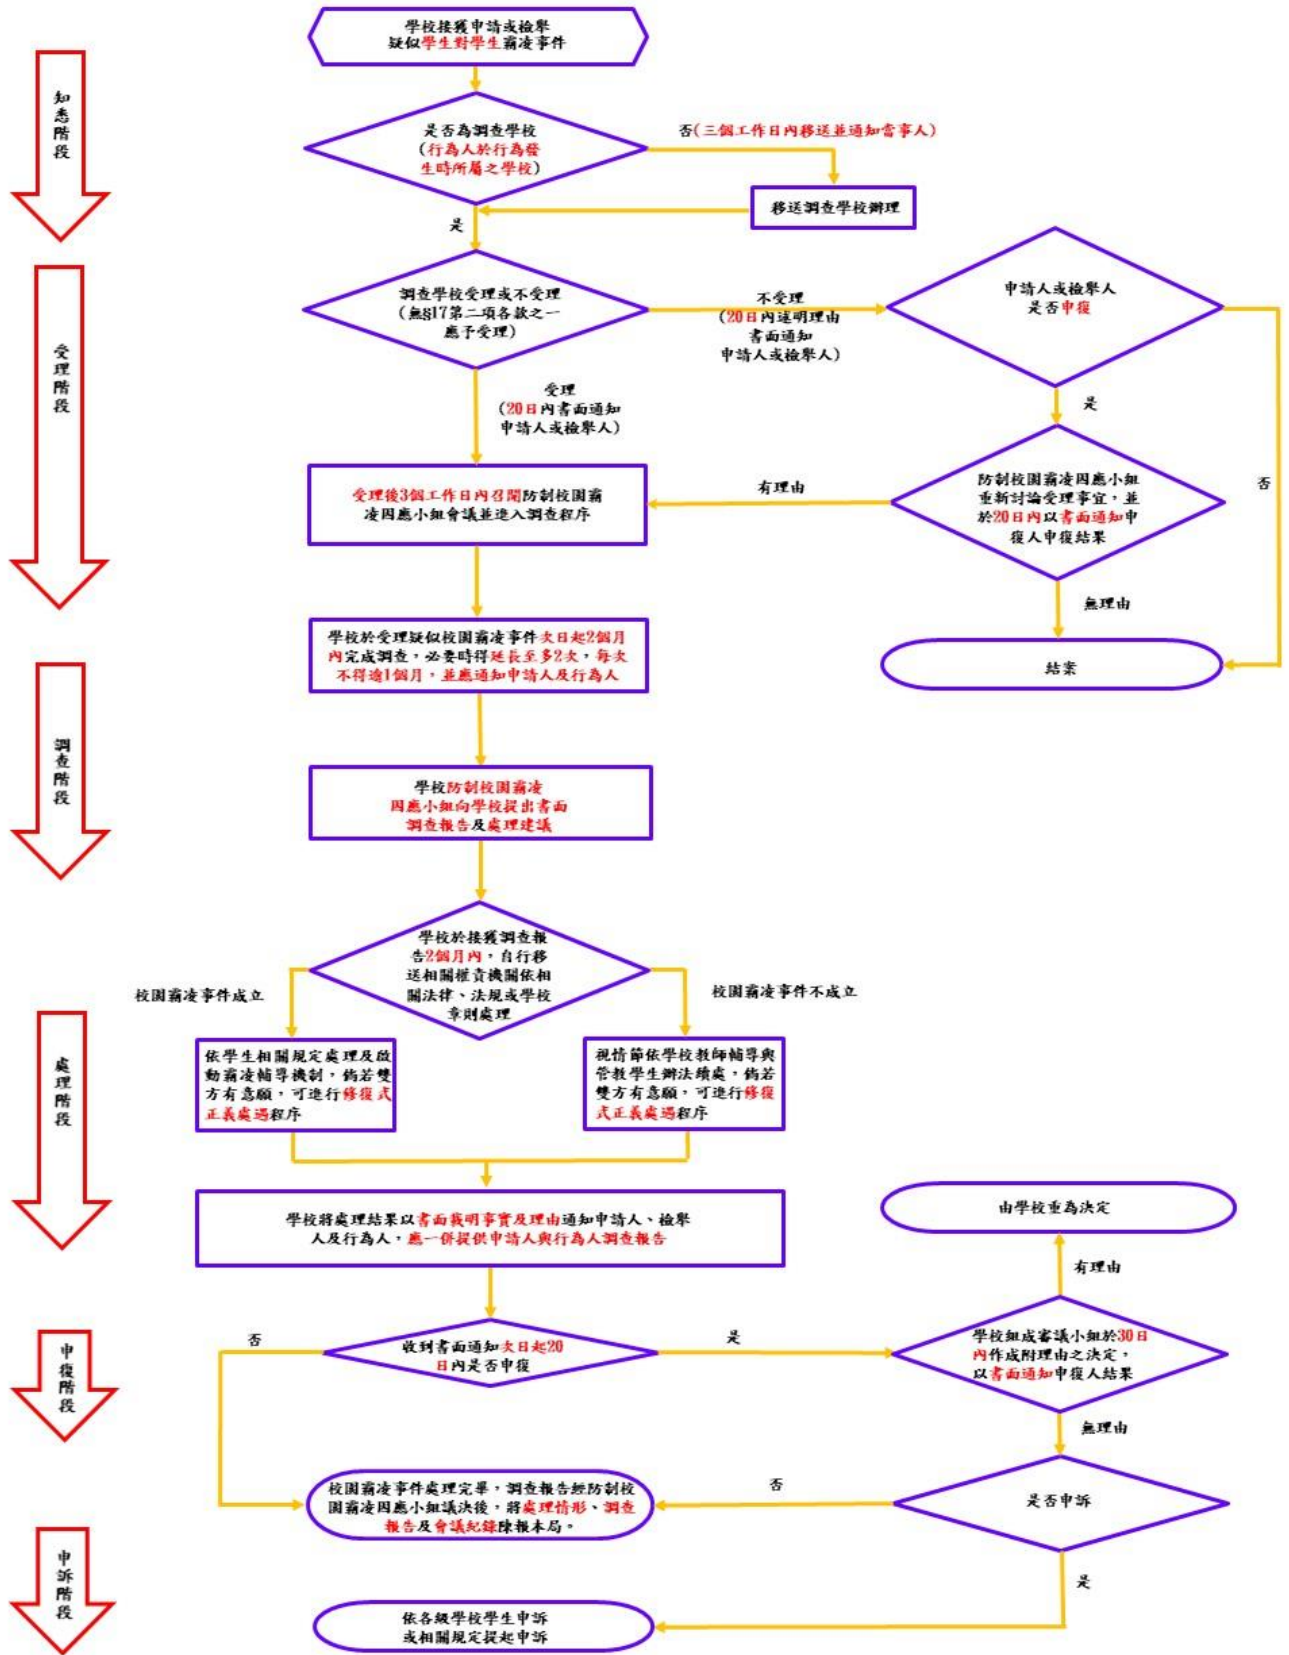 學校接獲申請或檢舉
疑似學生對學生霸凌事件
知悉階段
是否為調查學校
(行為人於行為發
生時所屬之學校)
否(三個工作日內移送並通知當事人)
移送調查學校辦理
是
受理階段
調查學校受理或不受理
(無§17第二項各款之一
應予受理)
不受理
(20日內述明理由
書面通知
申請人或檢舉人)
申請人或檢舉人
是否申復
受理
(20日內書面通知
申請人或檢舉人)
是
否
受理後3個工作日內召開防制校園霸
凌因應小組會議並進入調查程序
有理由
防制校園霸凌因應小組
重新討論受理事宜，並
於20日內以書面通知申
復人申復結果
無理由
結案
學校於受理疑似校園霸凌事件次日起2個月
內完成調查，必要時得延長至多2次，每次
不得逾1個月，並應通知申請人及行為人
調查階段
學校防制校園霸凌
因應小組向學校提出書面
調查報告及處理建議
學校於接獲調查報
告2個月內，自行移
送相關權責機關依相
關法律、法規或學校
章則處理
校園霸凌事件成立
校園霸凌事件不成立
處理階段
依學生相關規定處理及啟
動霸凌輔導機制，倘若雙
方有意願，可進行修復式
正義處遇程序
視情節依學校教師輔導與
管教學生辦法續處，倘若
雙方有意願，可進行修復
式正義處遇程序
學校將處理結果以書面載明事實及理由通知申請人、檢舉
人及行為人，應一併提供申請人與行為人調查報告
由學校重為決定
有理由
申復階段
否
收到書面通知次日起20
日內是否申復
是
學校組成審議小組於30日
內作成附理由之決定，
以書面通知申復人結果
無理由
校園霸凌事件處理完畢，調查報告經防制校
園霸凌因應小組議決後，將處理情形、調查
報告及會議紀錄陳報本局。
否
是否申訴
申訴階段
是
依各級學校學生申訴
或相關規定提起申訴